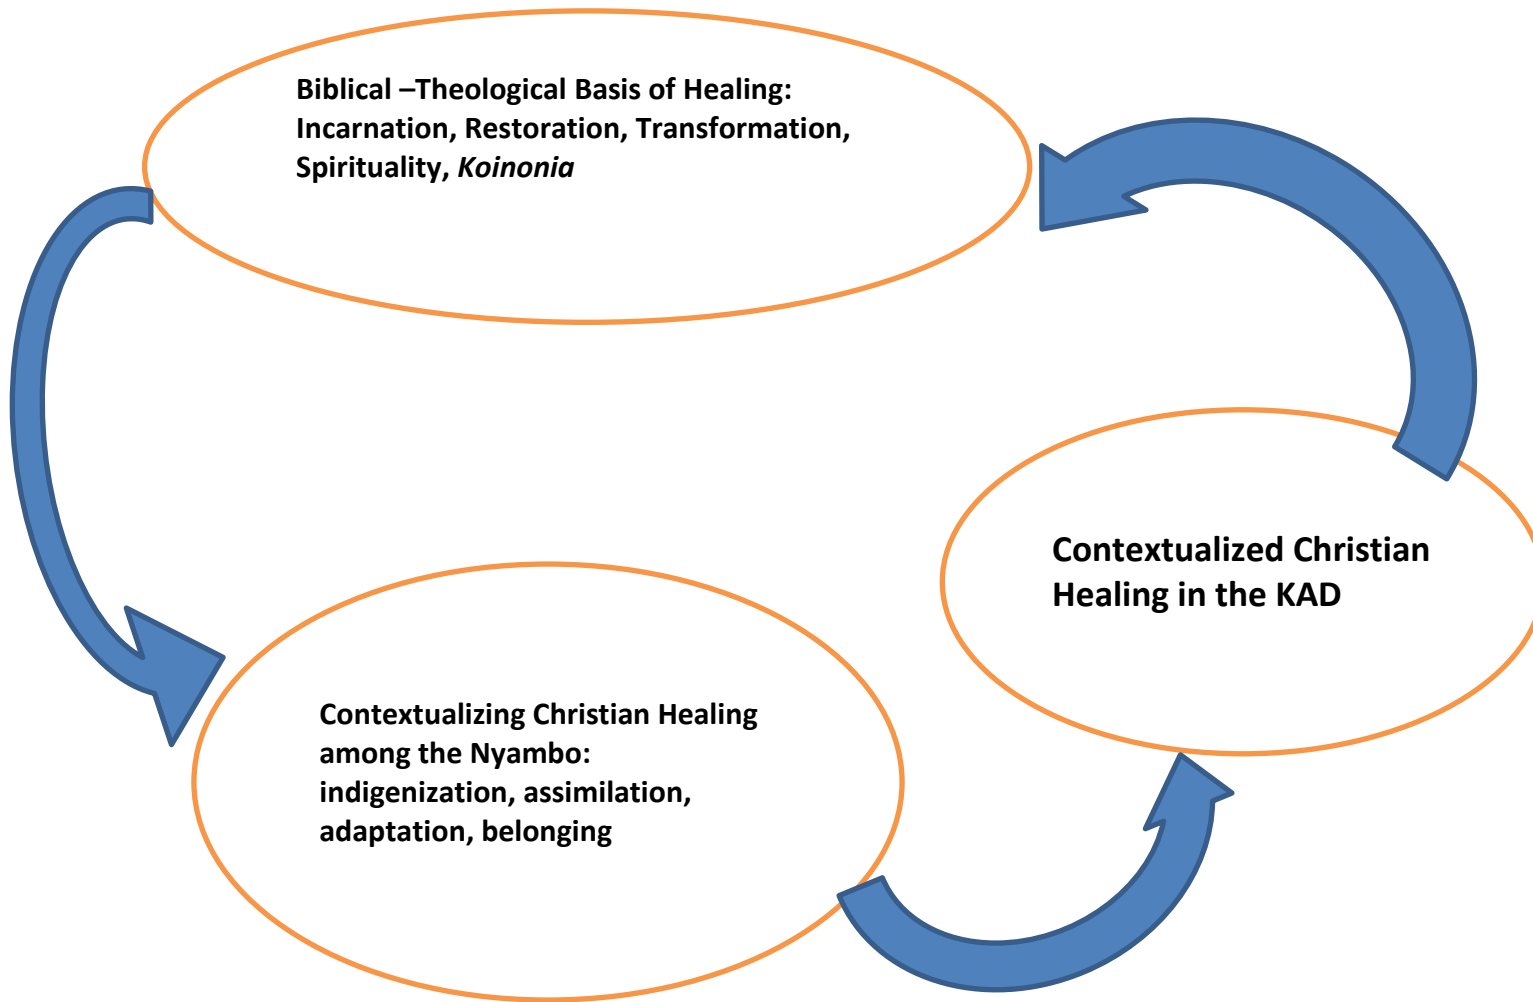 Biblical –Theological Basis of Healing:
Incarnation, Restoration, Transformation,
Spirituality, Koinonia
Contextualized Christian
Healing in the KAD
Contextualizing Christian Healing
among the Nyambo:
indigenization, assimilation,
adaptation, belonging